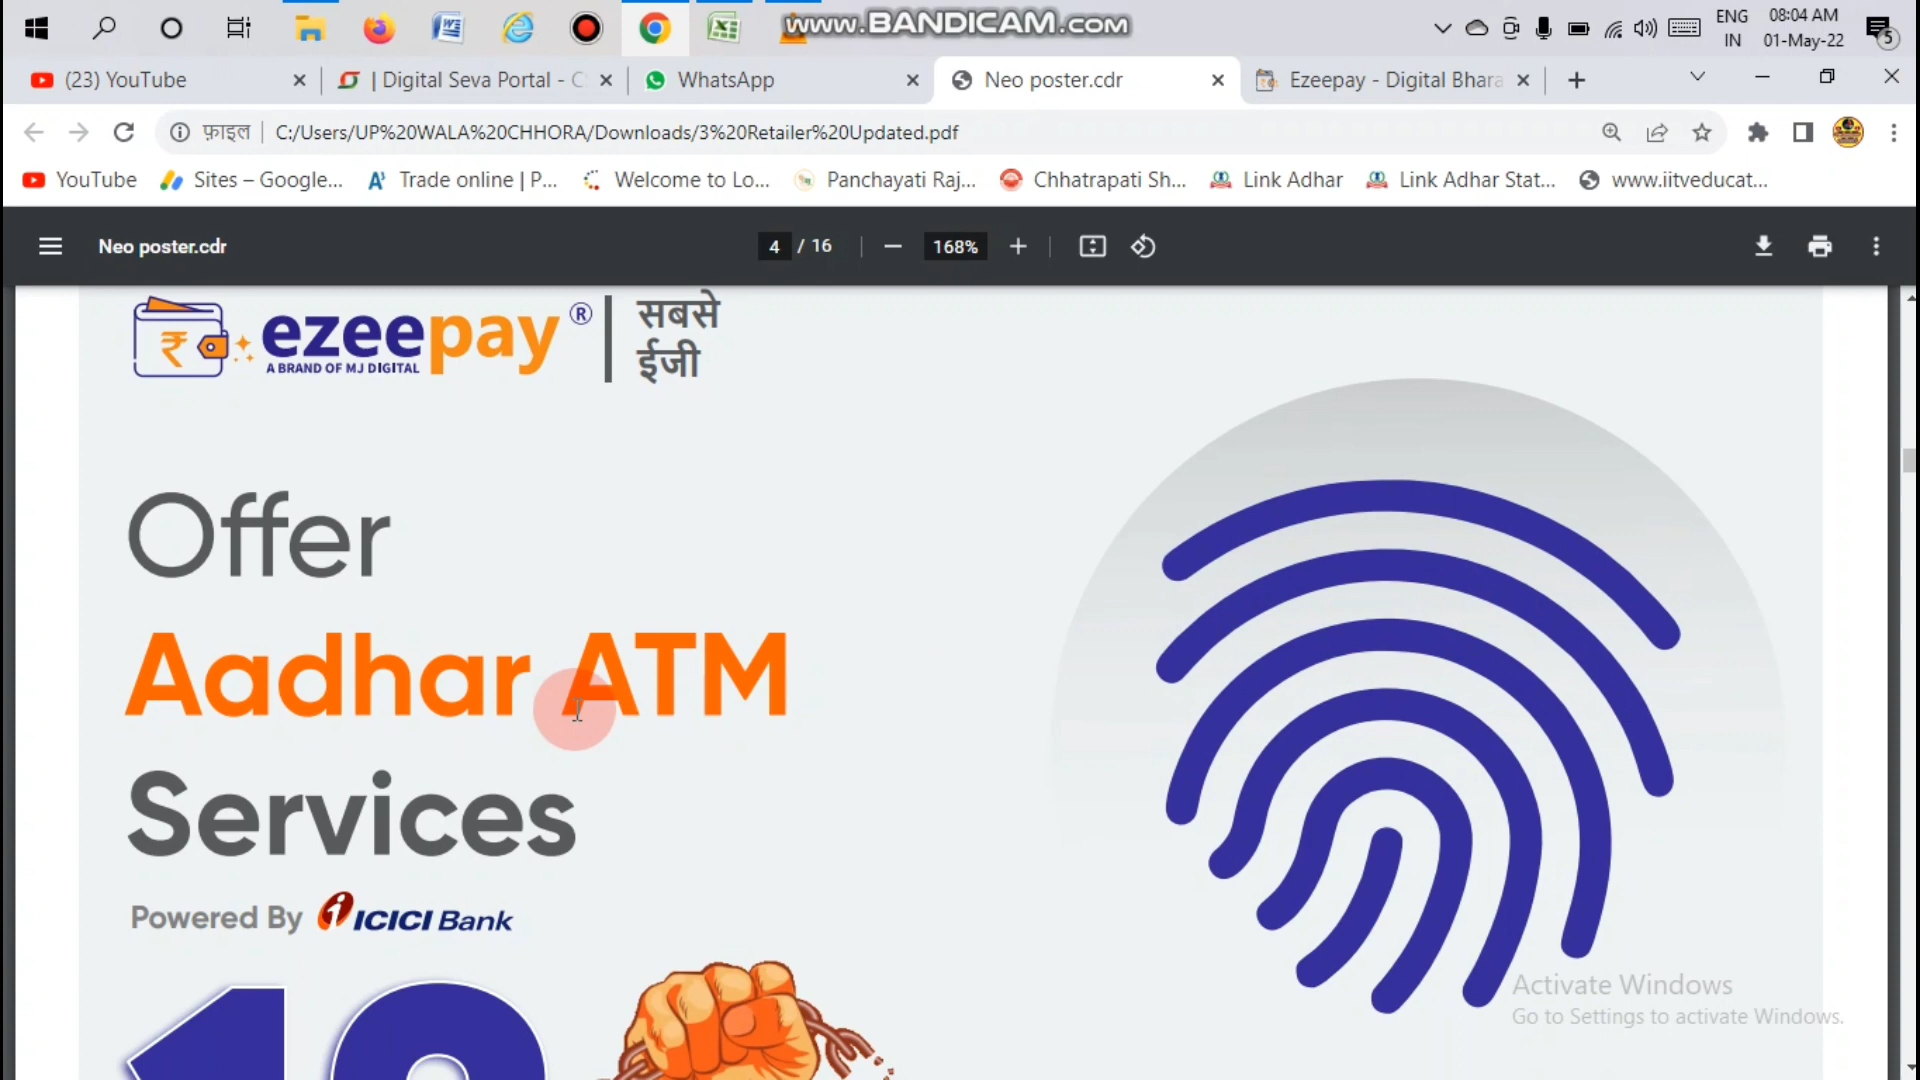 www.BANDICAM.com
ENG
IN
08:04 AM
01-May-22
5
(23) YouTube
| Digital Seva Portal - C
WhatsApp
Neo poster.cdr
Ezeepay - Digital Bhara
फ़ाइल
C:/Users/UP%20WALA%20CHHORA/Downloads/3%20Retailer%20Updated.pdf
YouTube
Sites – Google...
Trade online | P...
Welcome to Lo...
Panchayati Raj...
Chhatrapati Sh...
Link Adhar
Link Adhar Stat...
www.iitveducat...
Neo poster.cdr
4 / 16
168%
ezeepay®
A BRAND OF MJ DIGITAL
सबसे
ईजी
Offer
Aadhar ATM
Services
Powered By ICICI Bank
Activate Windows
Go to Settings to activate Windows.